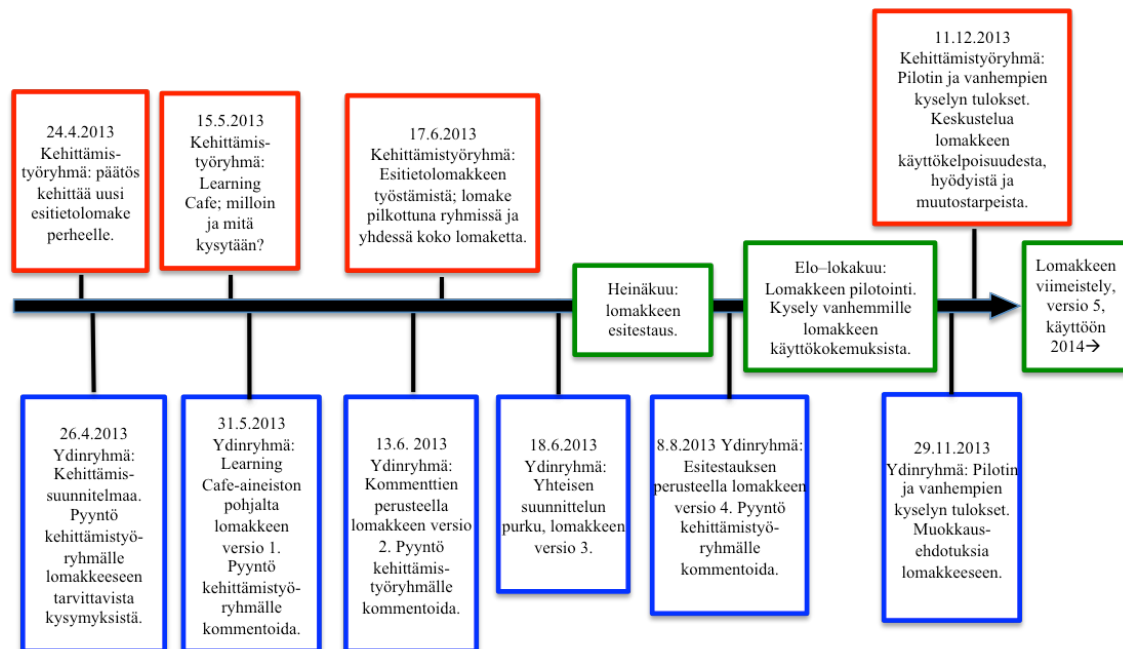 24.4.2013
Kehittämis-
työryhmä: päätös
kehittää uusi
esitietolomake
perheelle.
15.5.2013
Kehittämis-
työryhmä:
Learning
Cafe; milloin
ja mitä
kysytään?
17.6.2013
Kehittämistyöryhmä:
Esitietolomakkeen
työstämistä; lomake
pilkottuna ryhmissä ja
yhdessä koko lomaketta.
11.12.2013
Kehittämistyöryhmä:
Pilotin ja vanhempien
kyselyn tulokset.
Keskustelua
lomakkeen
käyttökelpoisuudesta,
hyödyistä ja
muutostarpeista.
Heinäkuu:
lomakkeen
esitestaus.
Elo–lokakuu:
Lomakkeen pilotointi.
Kysely vanhemmille
lomakkeen
käyttökokemuksista.
Lomakkeen
viimeistely,
versio 5,
käyttöön
2014→
26.4.2013
Ydinryhmä:
Kehittämis-
suunnitelmaa.
Pyyntö
kehittämistyö-
ryhmälle
lomakkeeseen
tarvittavista
kysymyksistä.
31.5.2013
Ydinryhmä:
Learning
Cafe-aineiston
pohjalta
lomakkeen
versio 1.
Pyyntö
kehittämistyö-
ryhmälle
kommentoida.
13.6. 2013
Ydinryhmä:
Kommenttien
perusteella
lomakkeen versio
2. Pyyntö
kehittämis-
työryhmälle
kommentoida.
18.6.2013
Ydinryhmä:
Yhteisen
suunnittelun
purku, lomakkeen
versio 3.
8.8.2013 Ydinryhmä:
Esitestauksen
perusteella lomakkeen
versio 4. Pyyntö
kehittämistyö-
ryhmälle
kommentoida.
29.11.2013
Ydinryhmä: Pilotin
ja vanhempien
kyselyn tulokset.
Muokkaus-
ehdotuksia
lomakkeeseen.